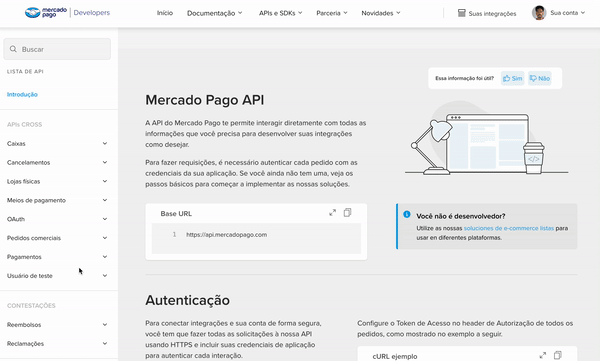 mercado pago | Developers
Início
Documentação
APIs e SDKs
Parceria
Novidades
Suas integrações
Sua conta
Buscar
LISTA DE API
Introdução
APIs CROSS
Caixas
Cancelamentos
Lojas físicas
Meios de pagamento
OAuth
Pedidos comerciais
Pagamentos
Usuário de teste
CONTESTAÇÕES
Reembolsos
Reclamações
Essa informação foi útil?
Sim
Não
Mercado Pago API
A API do Mercado Pago te permite interagir diretamente com todas as
informações que você precisa para desenvolver suas integrações
como desejar.
Para fazer requisições, é necessário autenticar cada pedido com as
credenciais da sua aplicação. Se você ainda não tem uma, veja os
passos básicos para começar a implementar as nossas soluções.
Base URL
1 https://api.mercadopago.com
Você não é desenvolvedor?
Utilize as nossas soluciones de e-commerce listas para
usar en diferentes plataformas.
Autenticação
Para conectar integrações e sua conta de forma segura,
você tem que fazer todas as solicitações à nossa API
usando HTTPS e incluir suas credenciais de aplicação
para autenticar cada interação.
Configure o Token de Acesso no header de Autorização de todos os
pedidos, como mostrado no exemplo a seguir.
cURL ejemplo